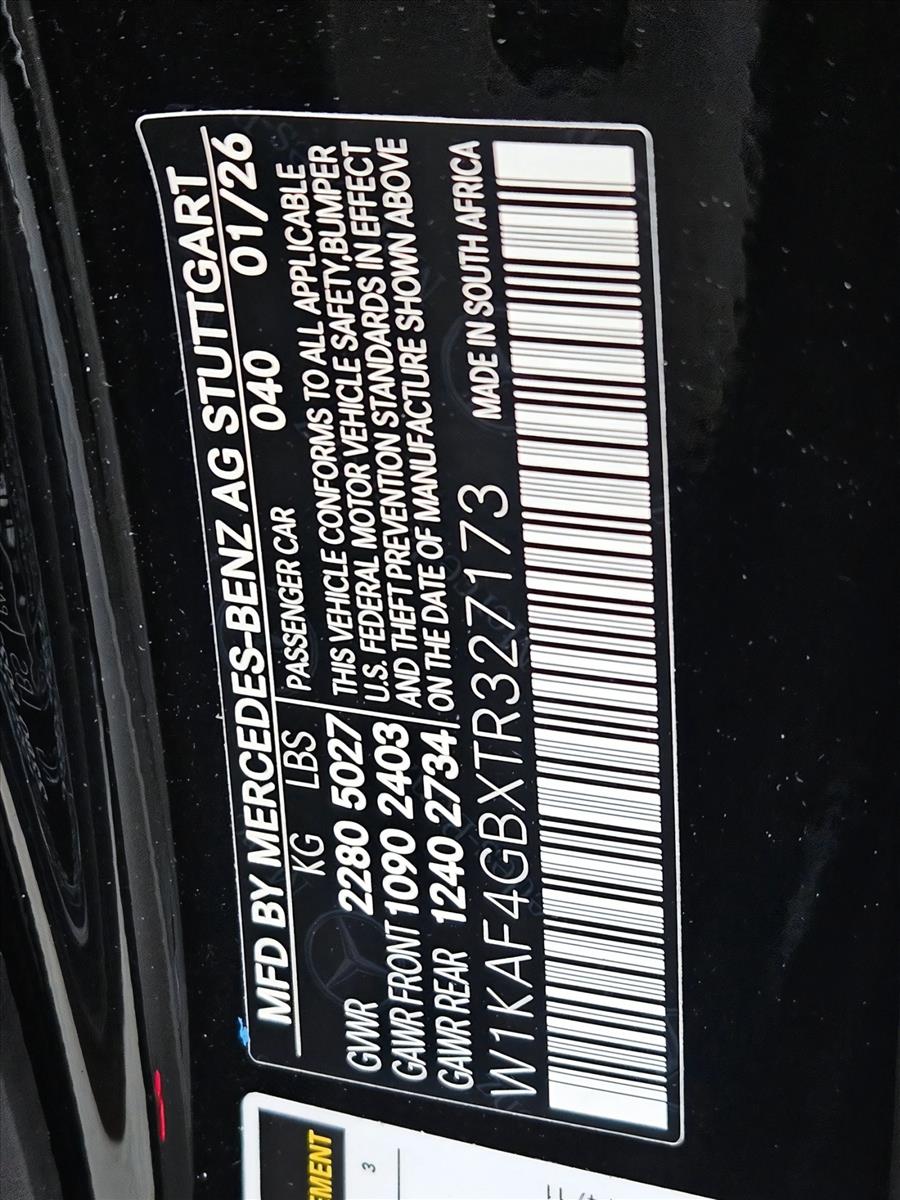 MFD BY MERCEDES-BENZ AG STUTTGART
040 01/26
KG LBS PASSENGER CAR
GVWR 2280 5027
GAWR FRONT 1090 2403
GAWR REAR 1240 2734
THIS VEHICLE CONFORMS TO ALL APPLICABLE
U.S. FEDERAL MOTOR VEHICLE SAFETY,BUMPER
AND THEFT PREVENTION STANDARDS IN EFFECT
ON THE DATE OF MANUFACTURE SHOWN ABOVE
MADE IN SOUTH AFRICA
W1KAF4GBXTR327173
3